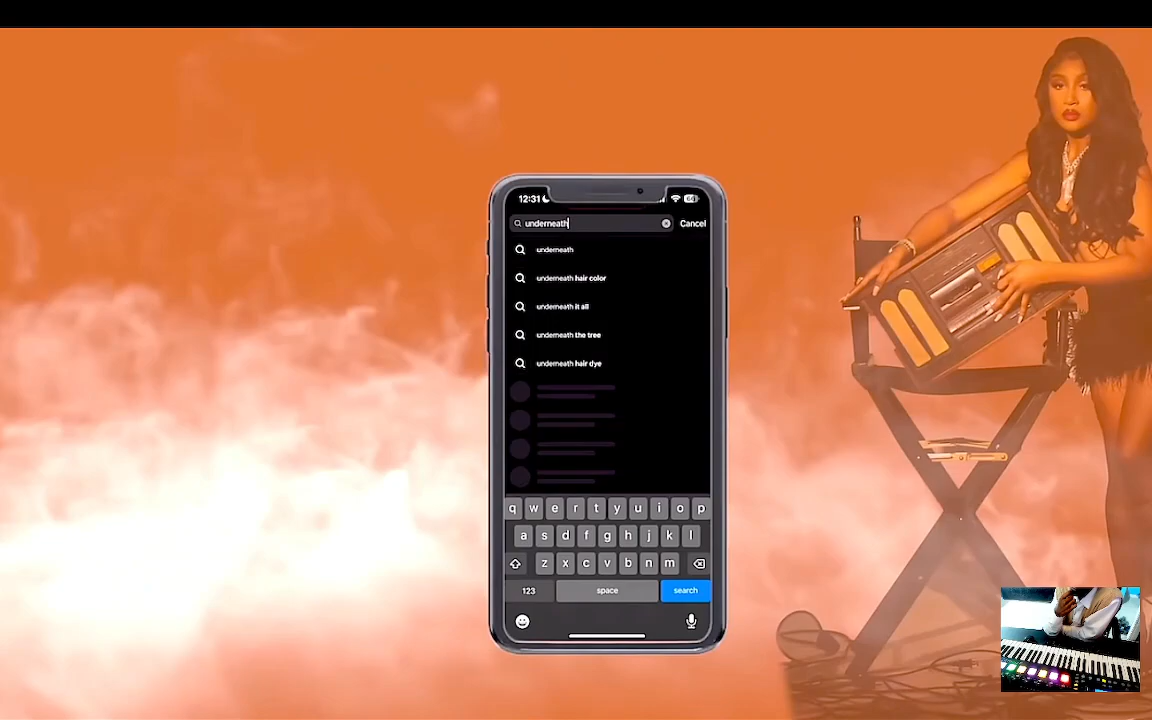 12:31
64
underneath
Cancel
underneath
underneath hair color
underneath it all
underneath the tree
underneath hair dye
q w e r t y u i o p
a s d f g h j k l
z x c v b n m
123
space
search